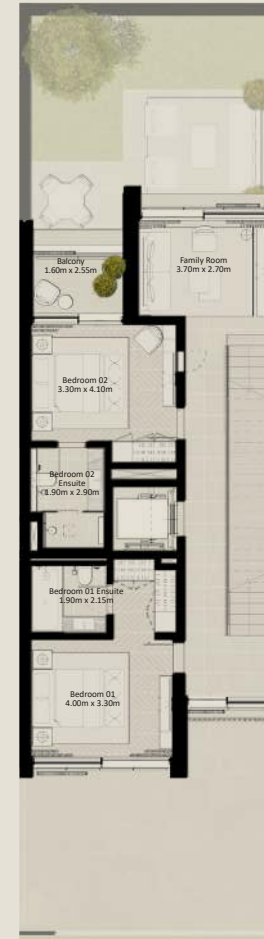 Balcony
1.60m x 2.55m
Family Room
3.70m x 2.70m
Bedroom 02
3.30m x 4.10m
Bedroom 02
Ensuite
1.90m x 2.90m
Bedroom 01 Ensuite
1.90m x 2.15m
Bedroom 01
4.00m x 3.30m